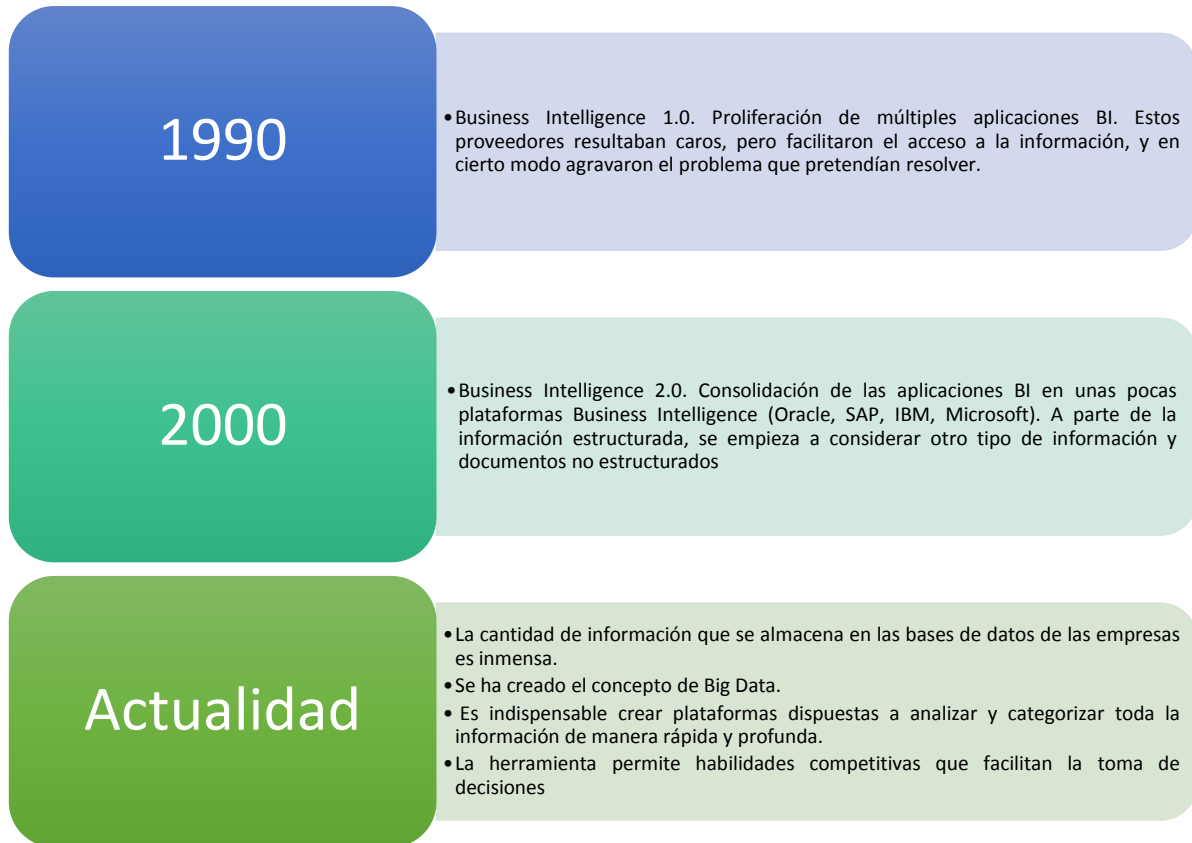 1990
•Business Intelligence 1.0. Proliferación de múltiples aplicaciones BI. Estos
proveedores resultaban caros, pero facilitaron el acceso a la información, y en
cierto modo agravaron el problema que pretendían resolver.
2000
•Business Intelligence 2.0. Consolidación de las aplicaciones BI en unas pocas
plataformas Business Intelligence (Oracle, SAP, IBM, Microsoft). A parte de la
información estructurada, se empieza a considerar otro tipo de información y
documentos no estructurados
Actualidad
•La cantidad de información que se almacena en las bases de datos de las empresas
es inmensa.
•Se ha creado el concepto de Big Data.
• Es indispensable crear plataformas dispuestas a analizar y categorizar toda la
información de manera rápida y profunda.
•La herramienta permite habilidades competitivas que facilitan la toma de
decisiones